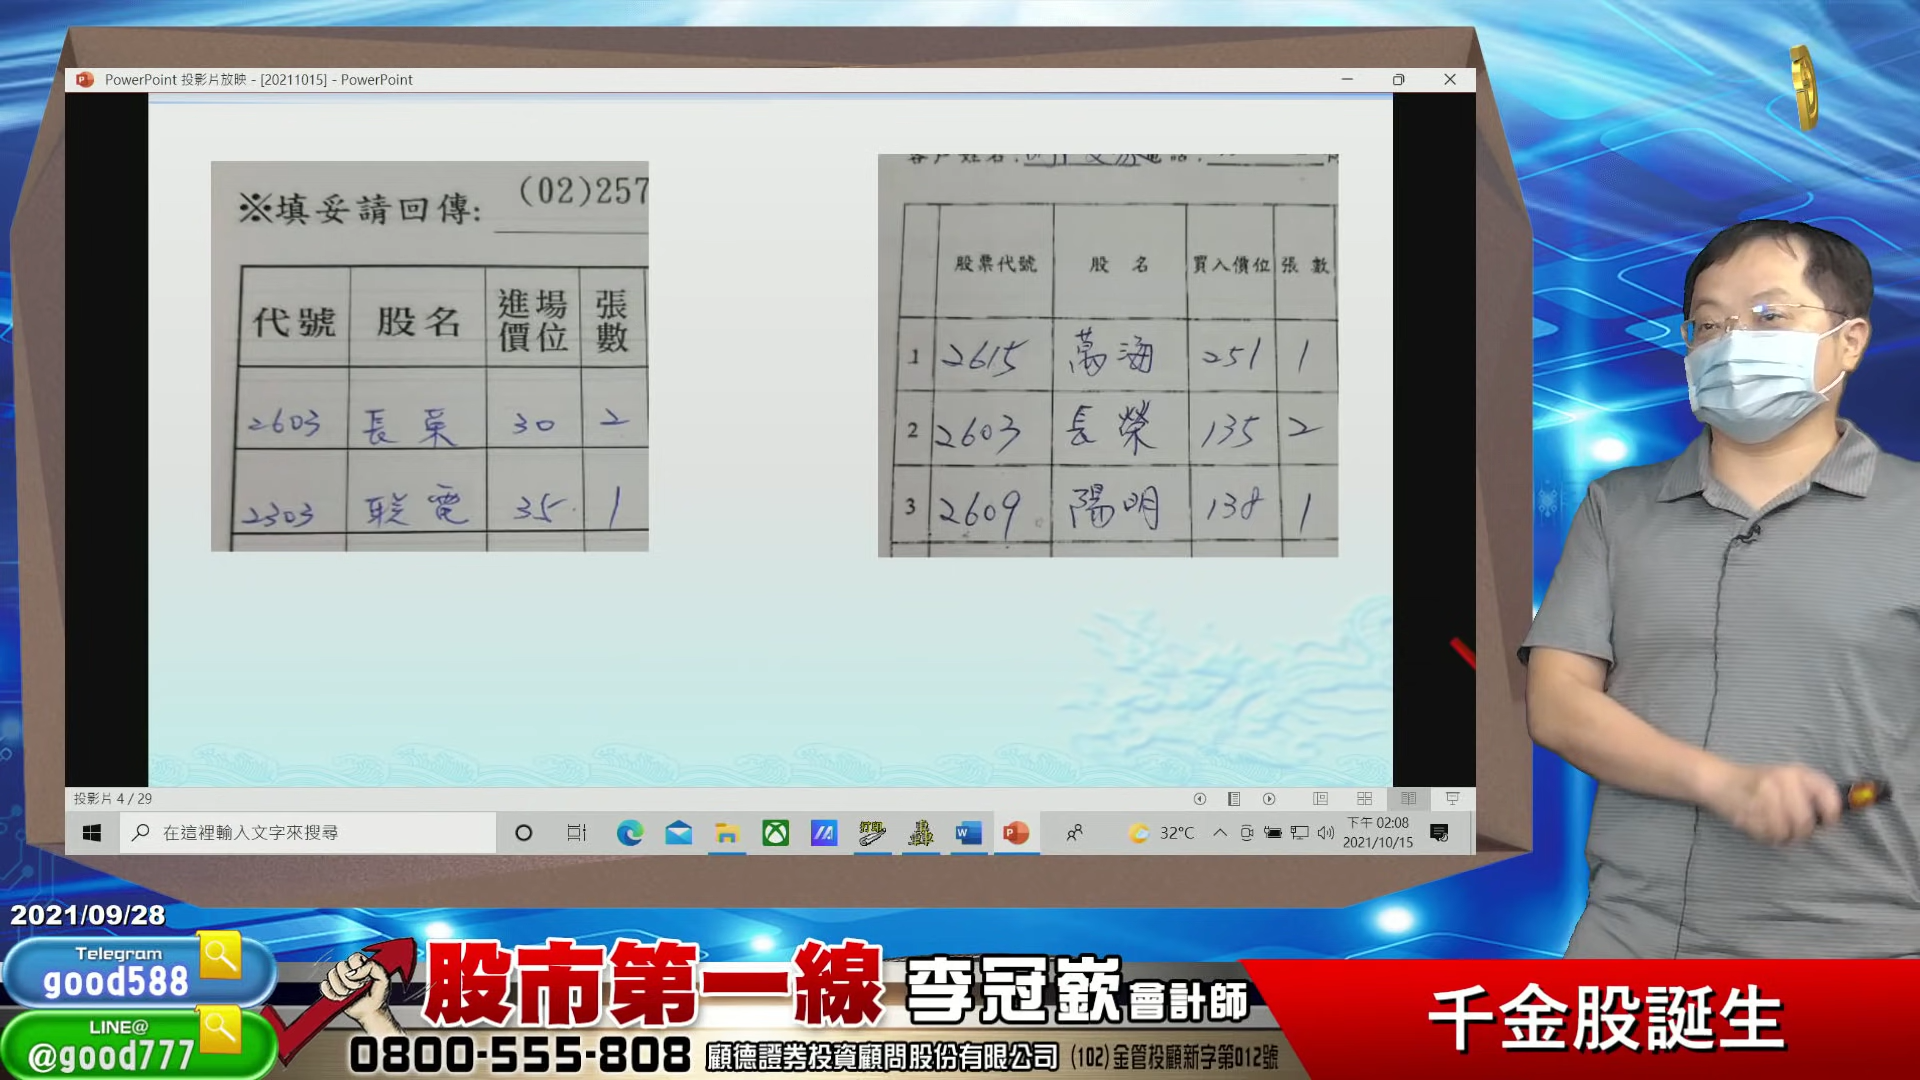 PowerPoint 投影片放映 - [20211015] - PowerPoint
※填妥請回傳: (02)257
代號 股名 進場價位 張數
2603 長榮 30 2
2303 联電 35 1
股票代號 股名 買入價位 張數
1 2615 萬海 251 1
2 2603 長榮 135 2
3 2609 陽明 138 1
投影片 4 / 29
在這裡輸入文字來搜尋
32°C
下午 02:08
2021/10/15
2021/09/28
Telegram
good588
LINE@
@good777
股市第一線 李冠嶔 會計師
0800-555-808 顧德證券投資顧問股份有限公司 (102)金管投顧新字第012號
千金股誕生